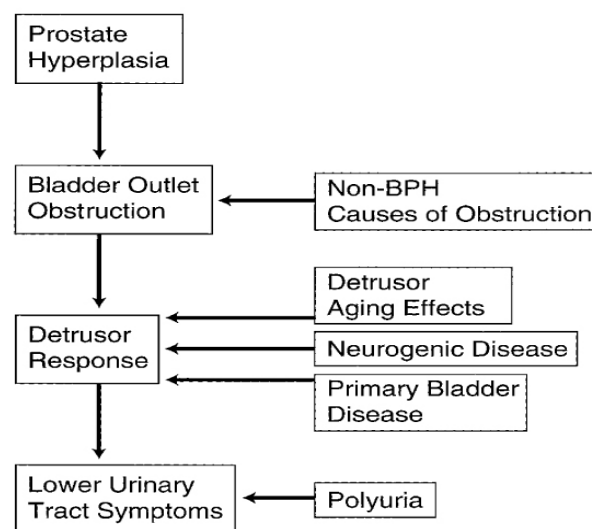 Prostate
Hyperplasia
Bladder Outlet
Obstruction
Non-BPH
Causes of Obstruction
Detrusor
Aging Effects
Detrusor
Response
Neurogenic Disease
Primary Bladder
Disease
Lower Urinary
Tract Symptoms
Polyuria